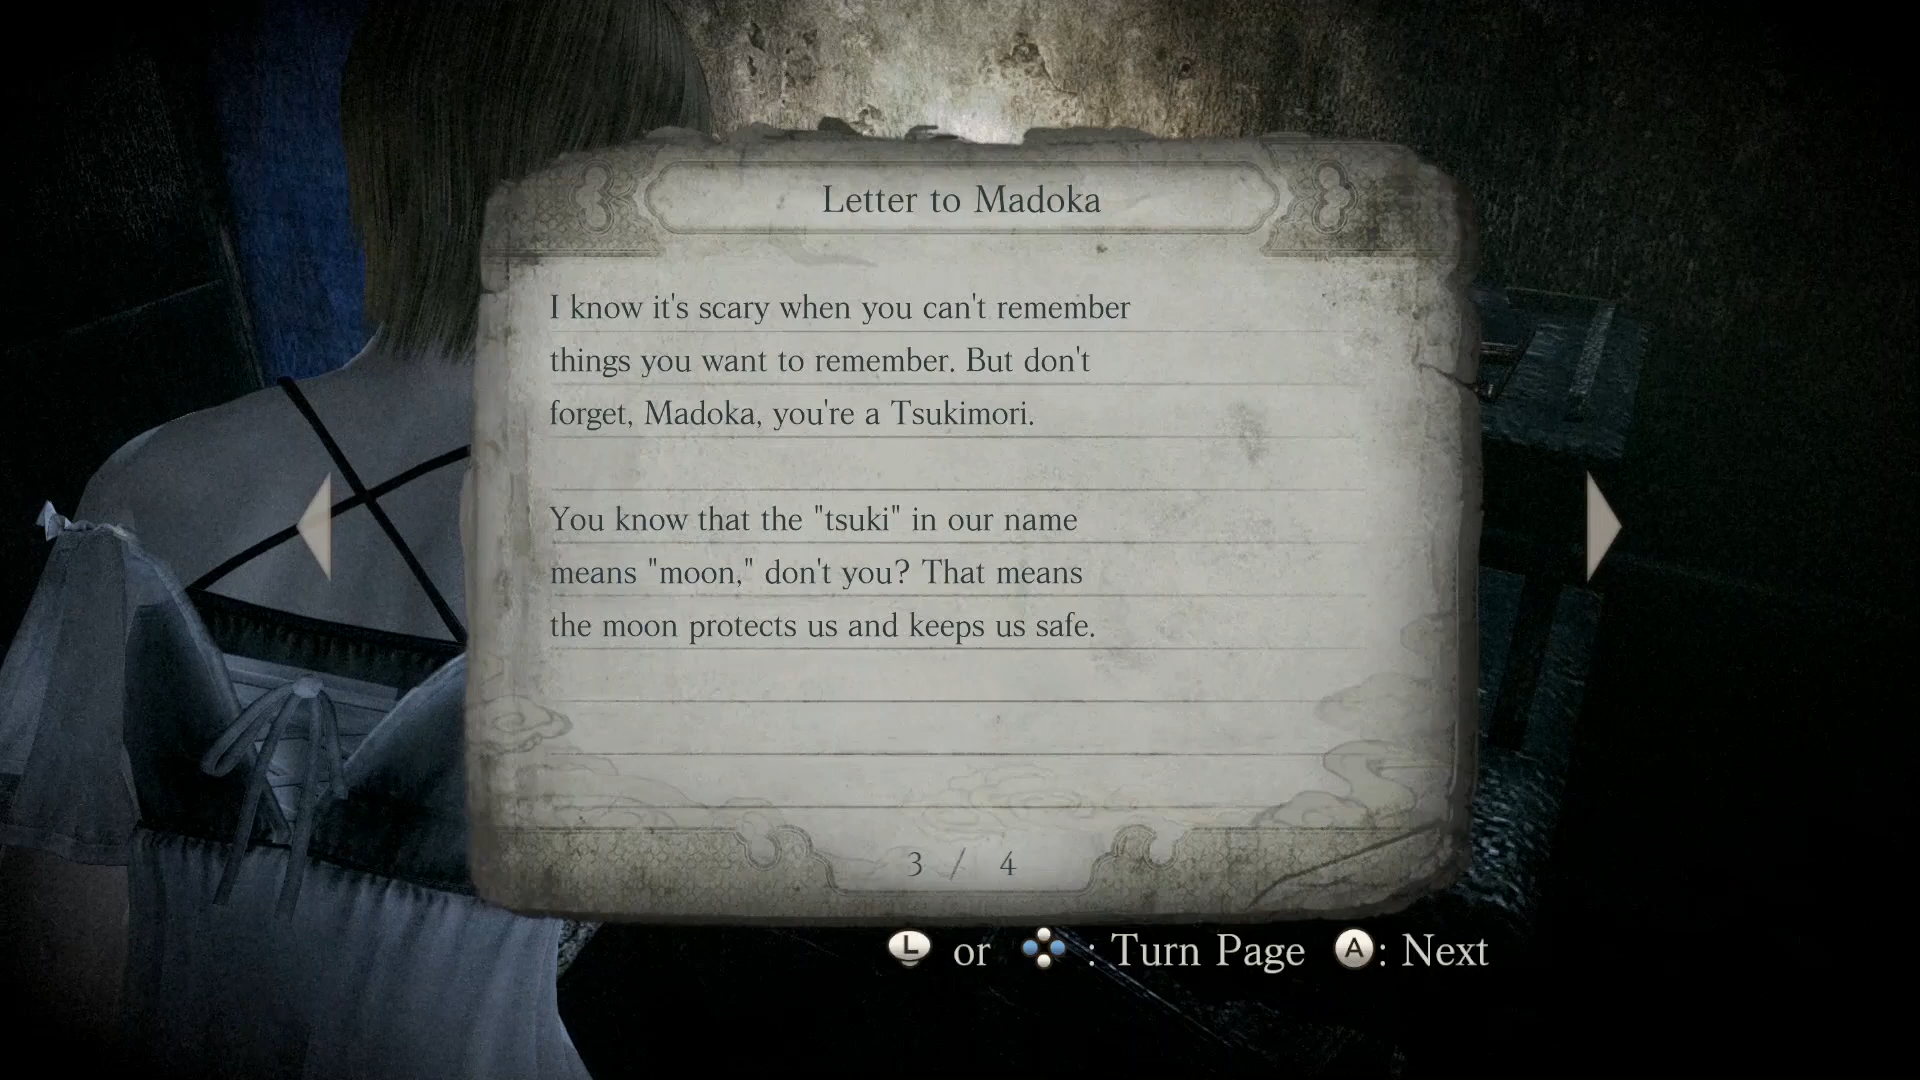 Letter to Madoka
I know it's scary when you can't remember
things you want to remember. But don't
forget, Madoka, you're a Tsukimori.
You know that the "tsuki" in our name
means "moon," don't you? That means
the moon protects us and keeps us safe.
3 / 4
L or : Turn Page A : Next